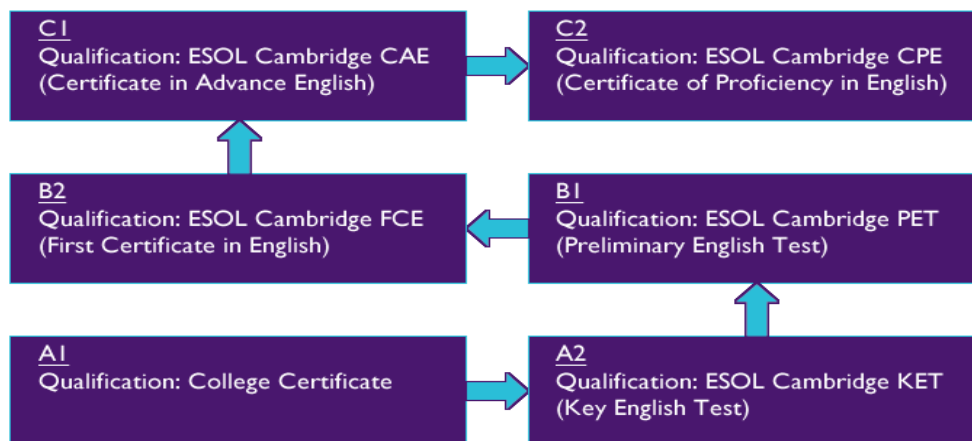 C1
Qualification: ESOL Cambridge CAE
(Certificate in Advance English)
C2
Qualification: ESOL Cambridge CPE
(Certificate of Proficiency in English)
B2
Qualification: ESOL Cambridge FCE
(First Certificate in English)
B1
Qualification: ESOL Cambridge PET
(Preliminary English Test)
A1
Qualification: College Certificate
A2
Qualification: ESOL Cambridge KET
(Key English Test)